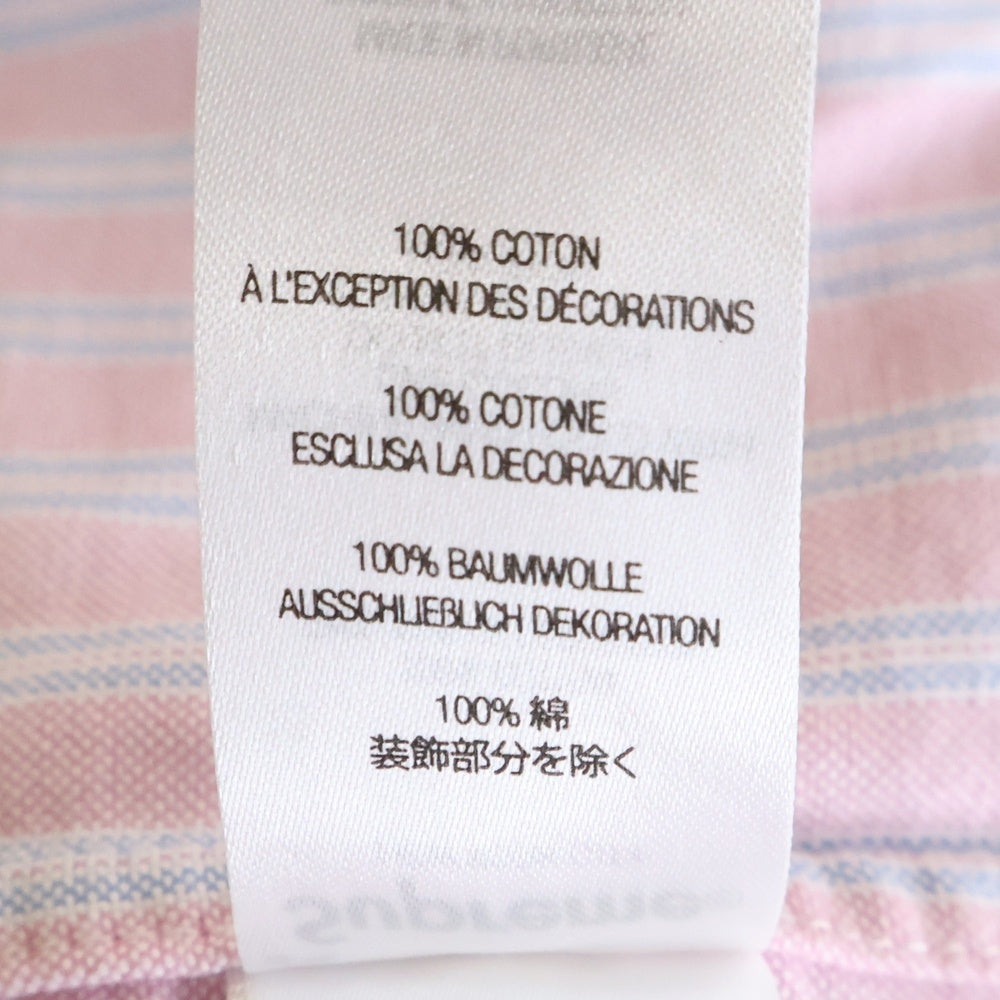 100% COTON
À L'EXCEPTION DES DÉCORATIONS
100% COTONE
ESCLUSA LA DECORAZIONE
100% BAUMWOLLE
AUSSCHLIEßLICH DEKORATION
100% 綿
装飾部分を除く
Supreme